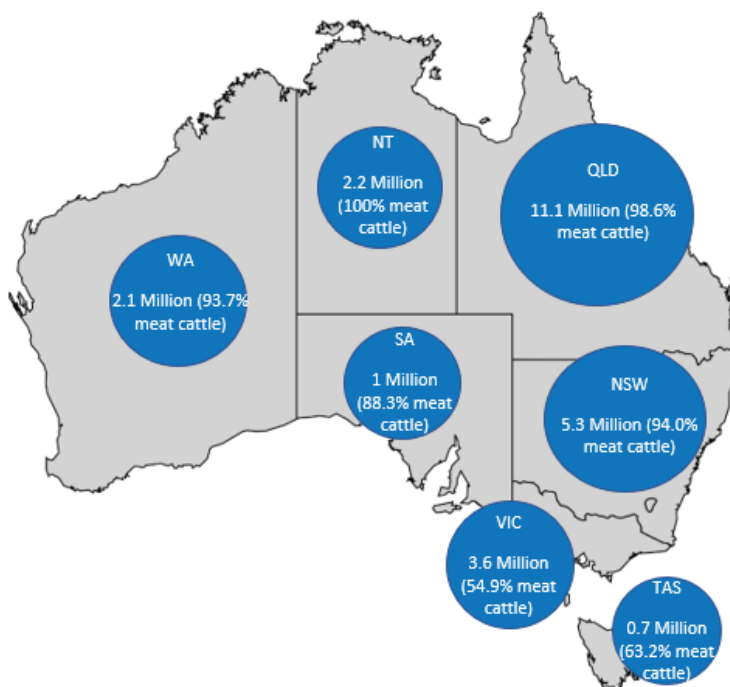 NT
2.2 Million
(100% meat
cattle)
QLD
11.1 Million (98.6%
meat cattle)
WA
2.1 Million (93.7%
meat cattle)
SA
1 Million
(88.3% meat
cattle)
NSW
5.3 Million (94.0%
meat cattle)
VIC
3.6 Million
(54.9% meat
cattle)
TAS
0.7 Million
(63.2% meat
cattle)